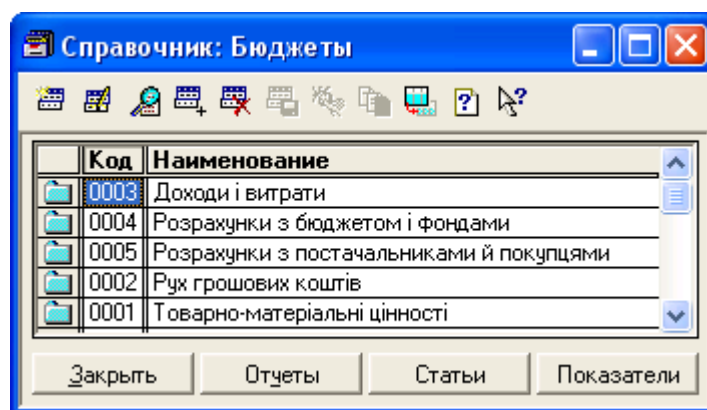 Справочник: Бюджеты
Код Наименование
0003 Доходи і витрати
0004 Розрахунки з бюджетом і фондами
0005 Розрахунки з постачальниками й покупцями
0002 Рух грошових коштів
0001 Товарно-матеріальні цінності
Закрыть Отчеты Статьи Показатели